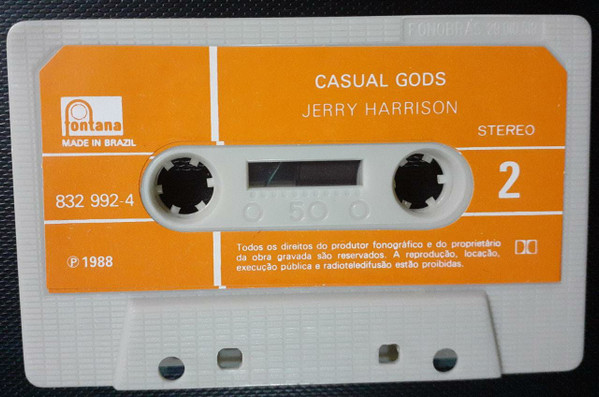 CASUAL GODS
JERRY HARRISON
fontana
MADE IN BRAZIL
STEREO
832 992-4
2
50
℗ 1988
Todos os direitos do produtor fonográfico e do proprietário
da obra gravada são reservados. A reprodução, locação,
execução pública e radioteledifusão estão proibidas.